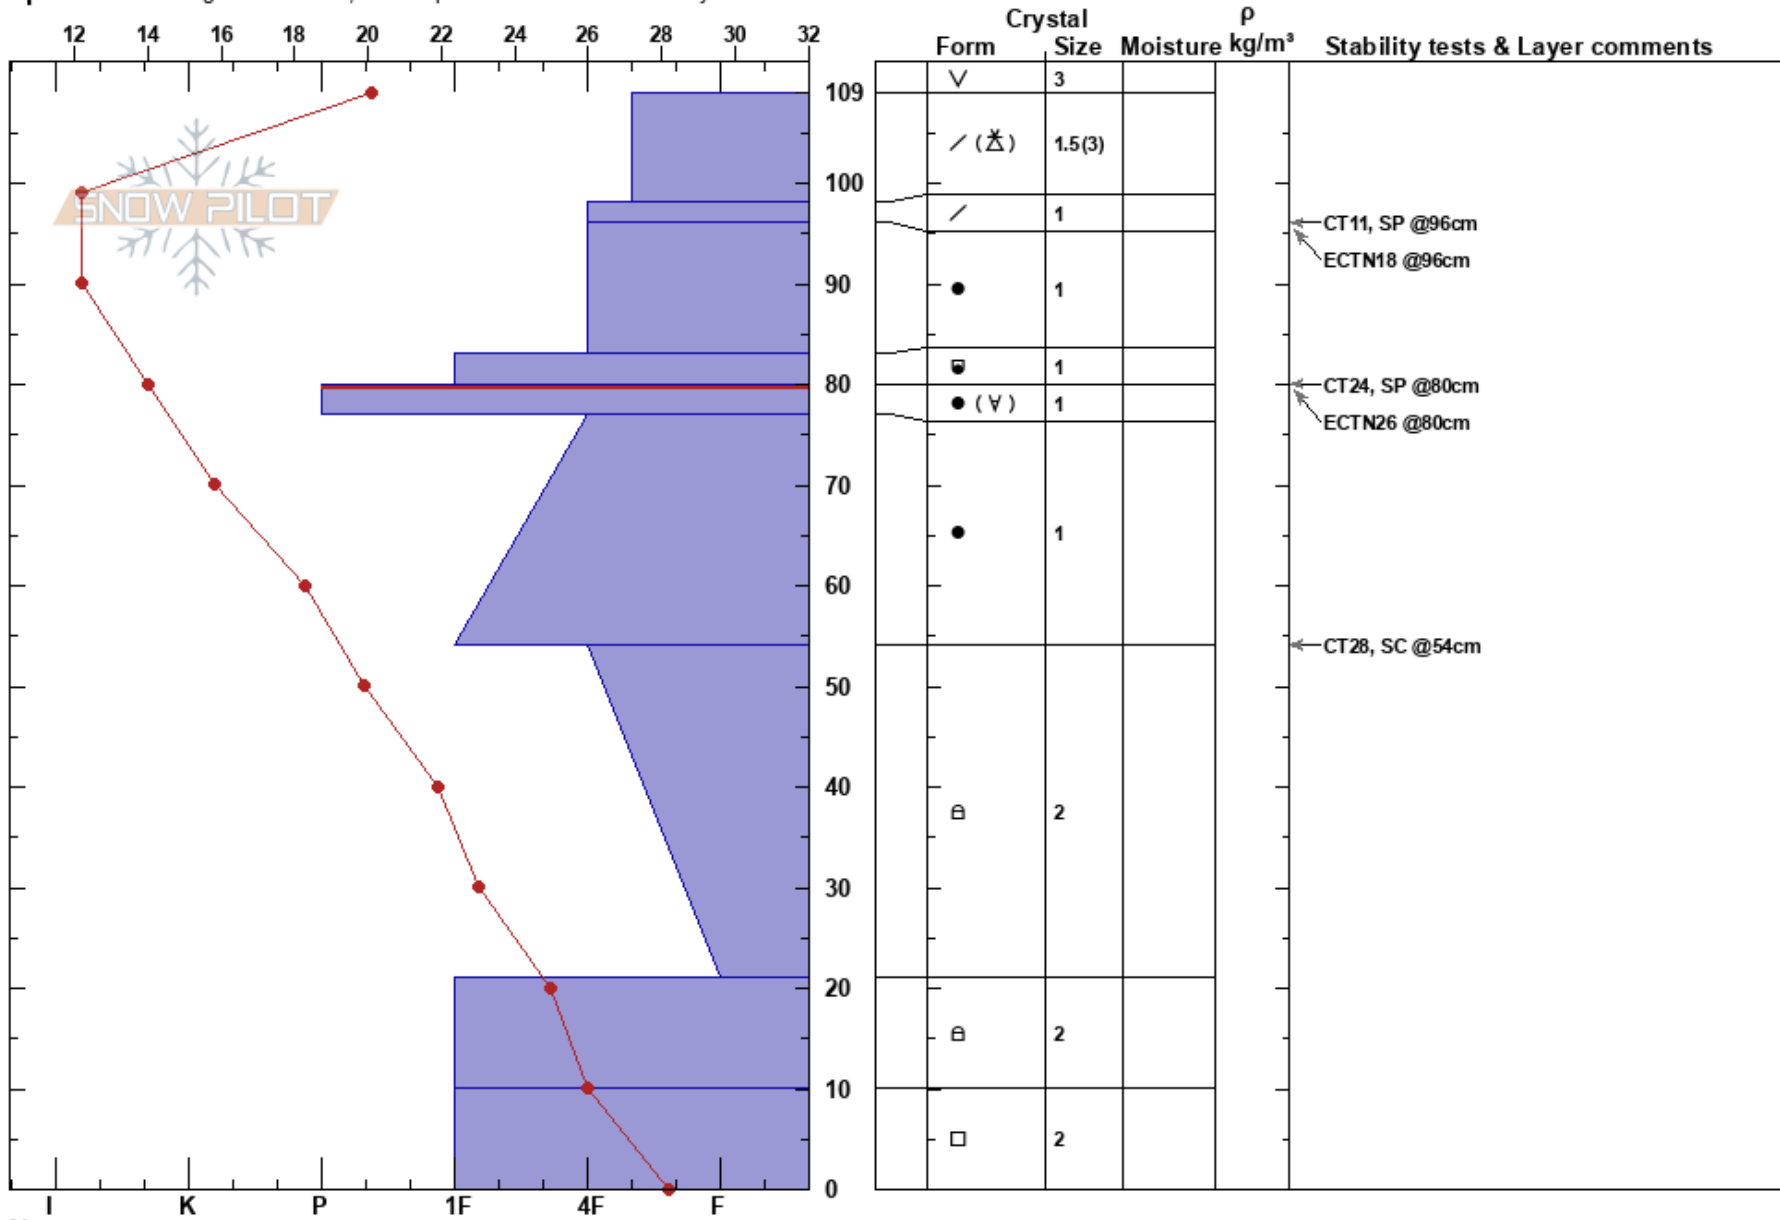 12 14 16 18 20 22 24 26 28 30 32
Crystal ρ
Form Size Moisture kg/m³ Stability tests & Layer comments
3
109
1.5(3)
100
SNOW PILOT
1
CT11, SP @96cm
ECTN18 @96cm
90
1
1
80
CT24, SP @80cm
1
ECTN26 @80cm
70
1
60
CT28, SC @54cm
50
40
2
30
20
2
10
2
0
I K P 1F 4F F